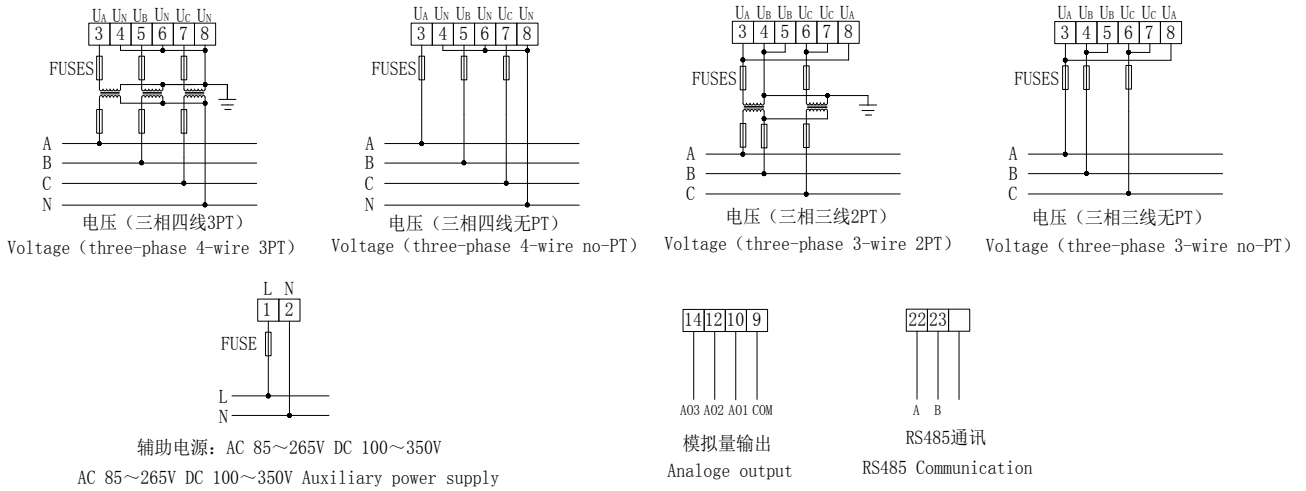 UA UN UB UN UC UN
3 4 5 6 7 8
FUSES
A
B
C
N
电压（三相四线3PT）
Voltage（three-phase 4-wire 3PT）
UA UN UB UN UC UN
3 4 5 6 7 8
FUSES
A
B
C
N
电压（三相四线无PT）
Voltage（three-phase 4-wire no-PT）
UA UB UB UC UC UA
3 4 5 6 7 8
FUSES
A
B
C
电压（三相三线2PT）
Voltage（three-phase 3-wire 2PT）
UA UB UB UC UC UA
3 4 5 6 7 8
FUSES
A
B
C
电压（三相三线无PT）
Voltage（three-phase 3-wire no-PT）
L N
1 2
FUSE
L
N
辅助电源：AC 85～265V DC 100～350V
AC 85～265V DC 100～350V Auxiliary power supply
14 12 10 9
AO3 AO2 AO1 COM
模拟量输出
Analoge output
22 23
A B
RS485通讯
RS485 Communication